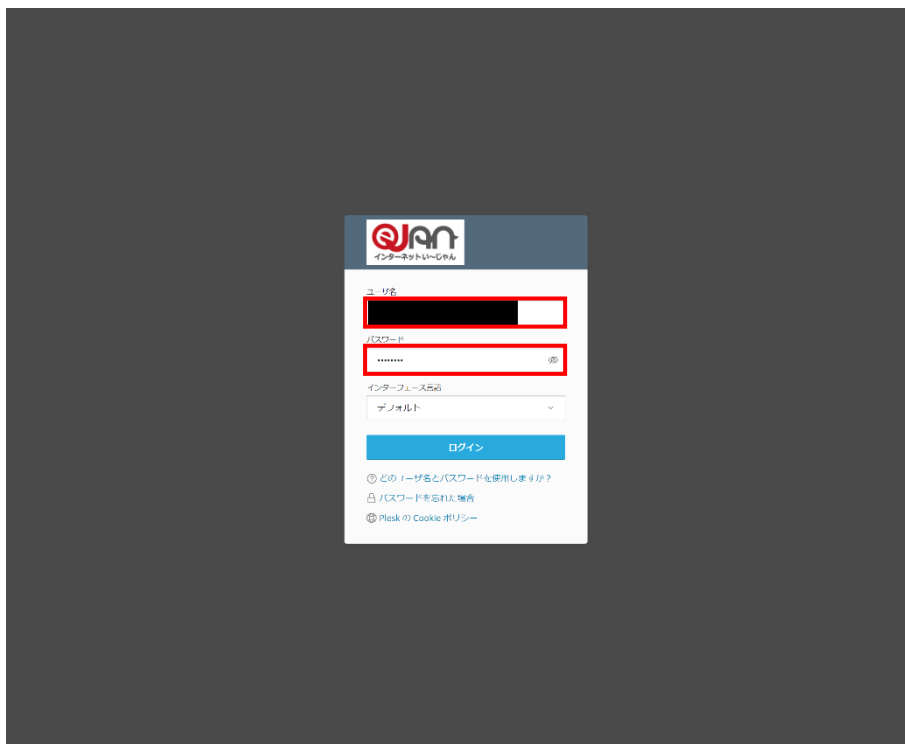 QJAN
インターネットい〜じゃん
ユーザ名
パスワード
••••••••
インターフェース言語
デフォルト
ログイン
どのユーザ名とパスワードを使用しますか？
パスワードを忘れた場合
Plesk の Cookie ポリシー